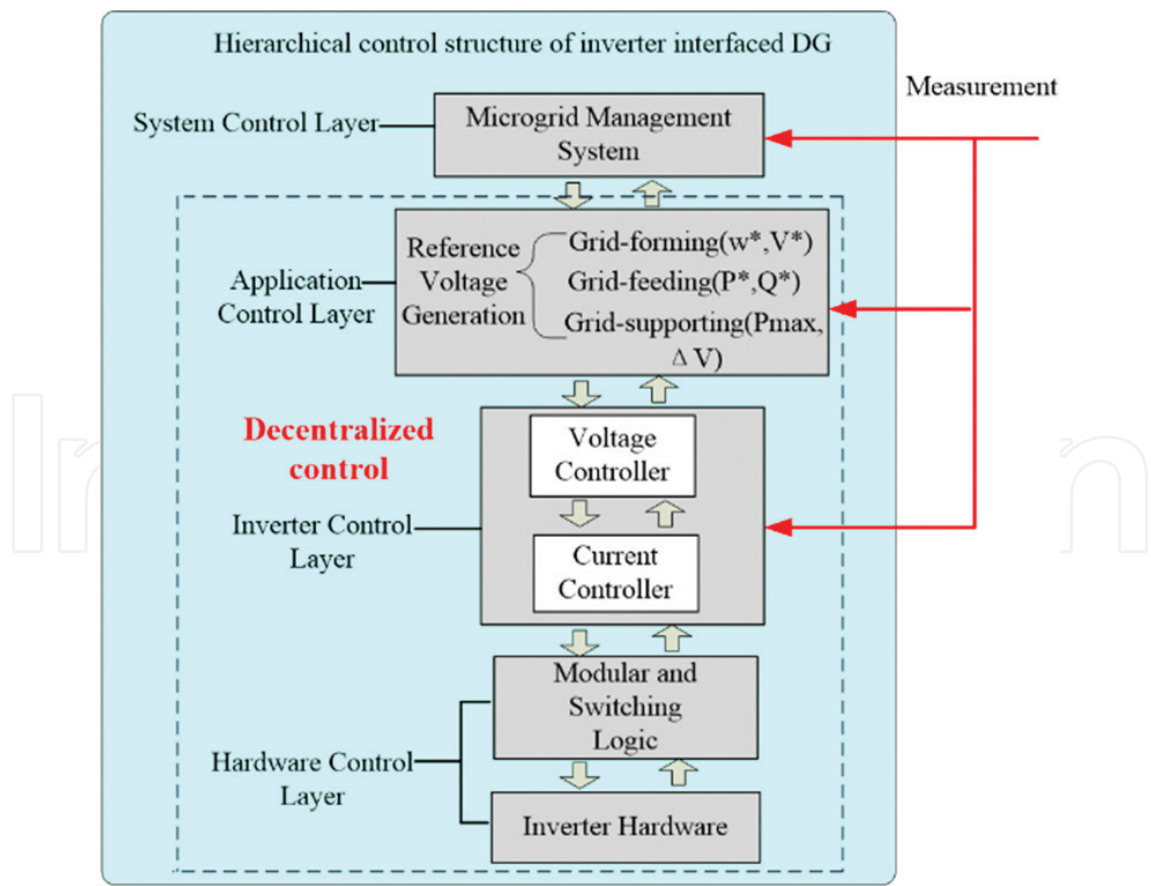 Hierarchical control structure of inverter interfaced DG
Measurement
System Control Layer
Microgrid Management
System
Application
Control Layer
Reference
Voltage
Generation
Grid-forming(w*,V*)
Grid-feeding(P*,Q*)
Grid-supporting(Pmax,
Δ V)
Decentralized
control
Voltage
Controller
Inverter Control
Layer
Current
Controller
Modular and
Switching
Logic
Hardware Control
Layer
Inverter Hardware